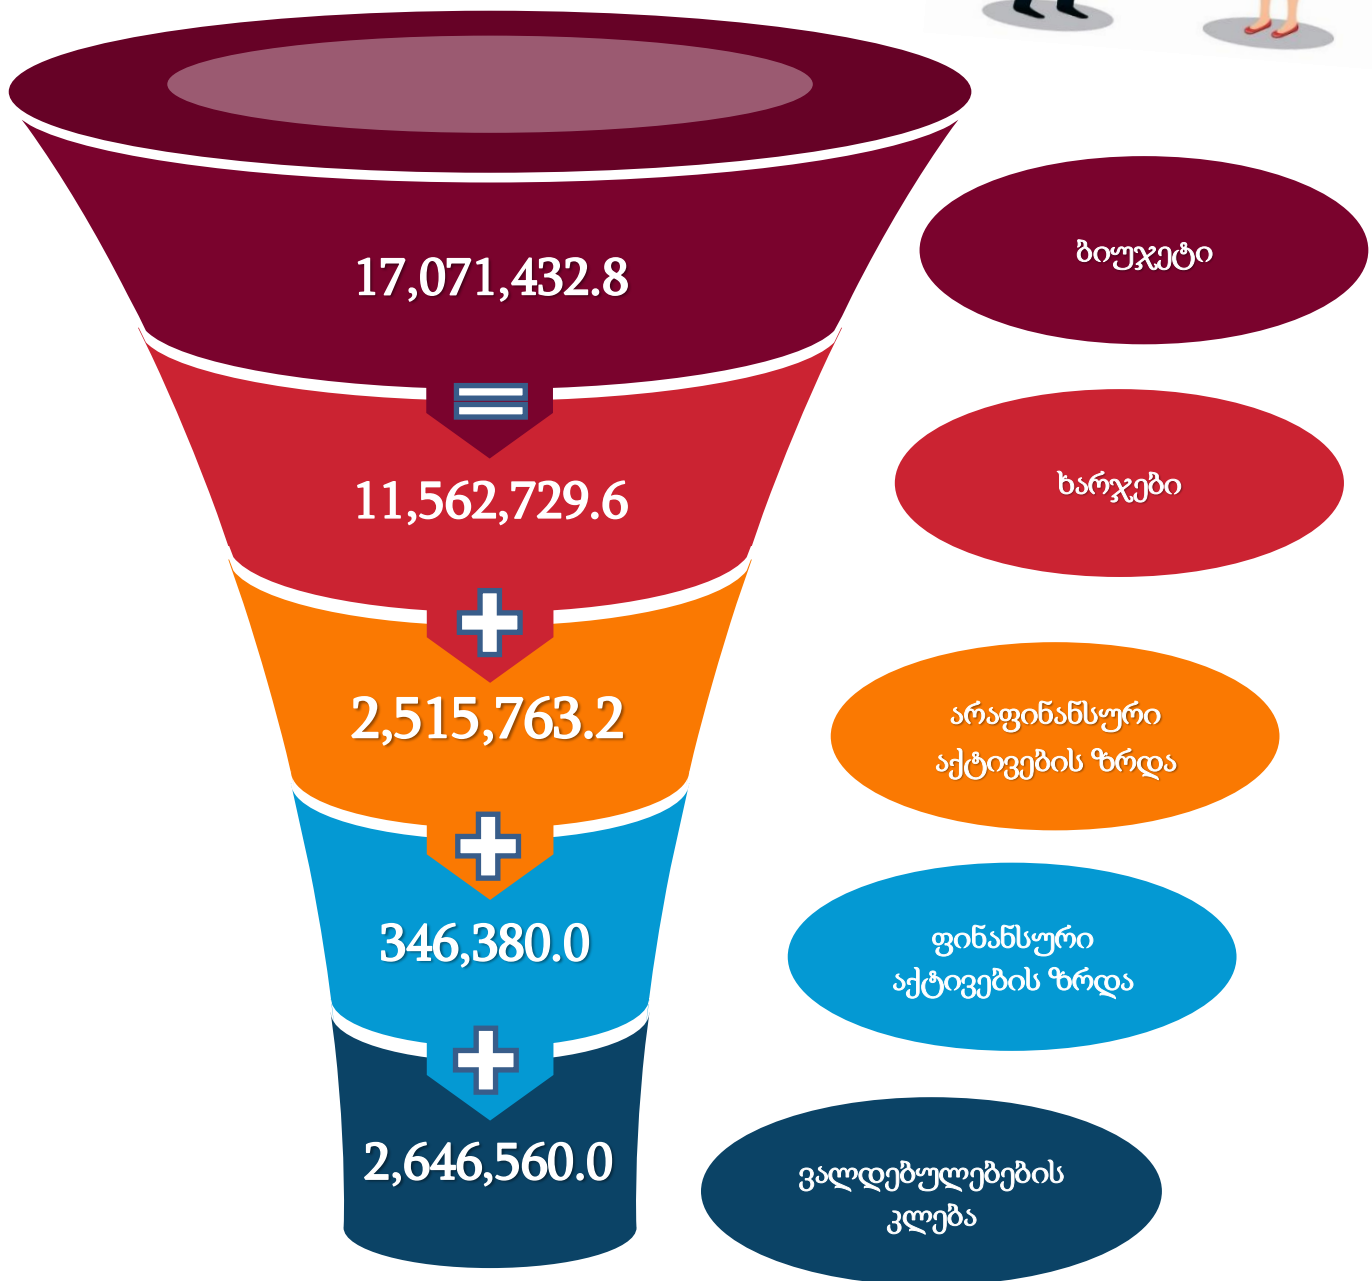 17,071,432.8
ბიუჯეტი
11,562,729.6
ხარჯები
2,515,763.2
არაფინანსური
აქტივების ზრდა
346,380.0
ფინანსური
აქტივების ზრდა
2,646,560.0
ვალდებულებების
კლება